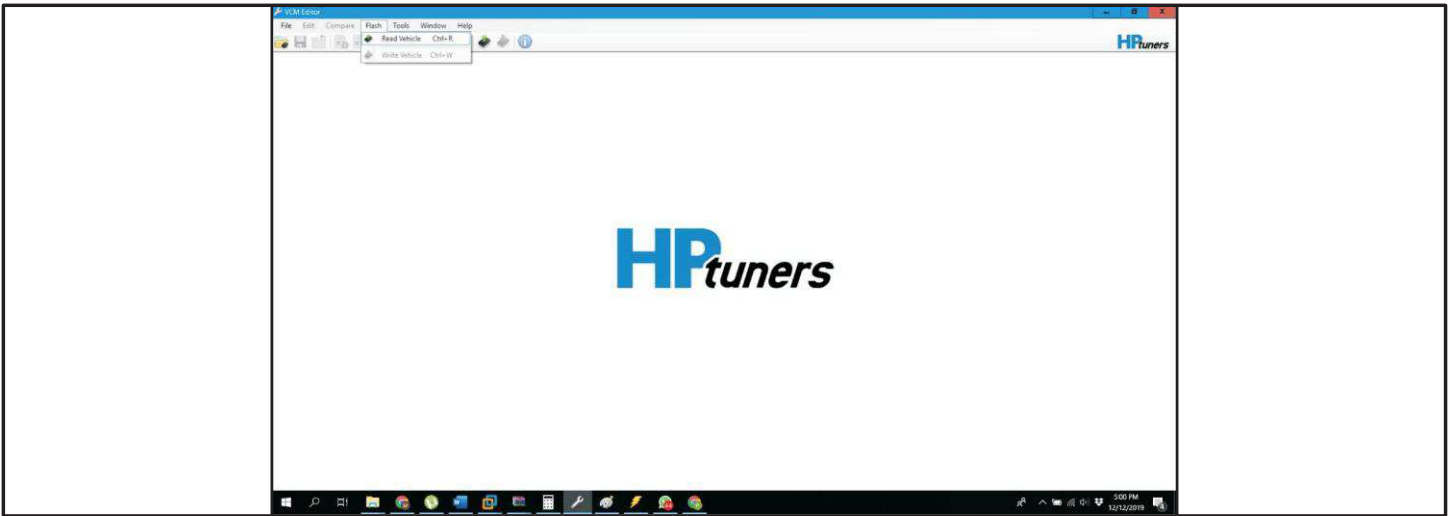 VCM Editor
File Edit Compare Flash Tools Window Help
Read Vehicle Ctrl+R
Write Vehicle Ctrl+W
HPtuners
HPtuners
5:00 PM
12/12/2019